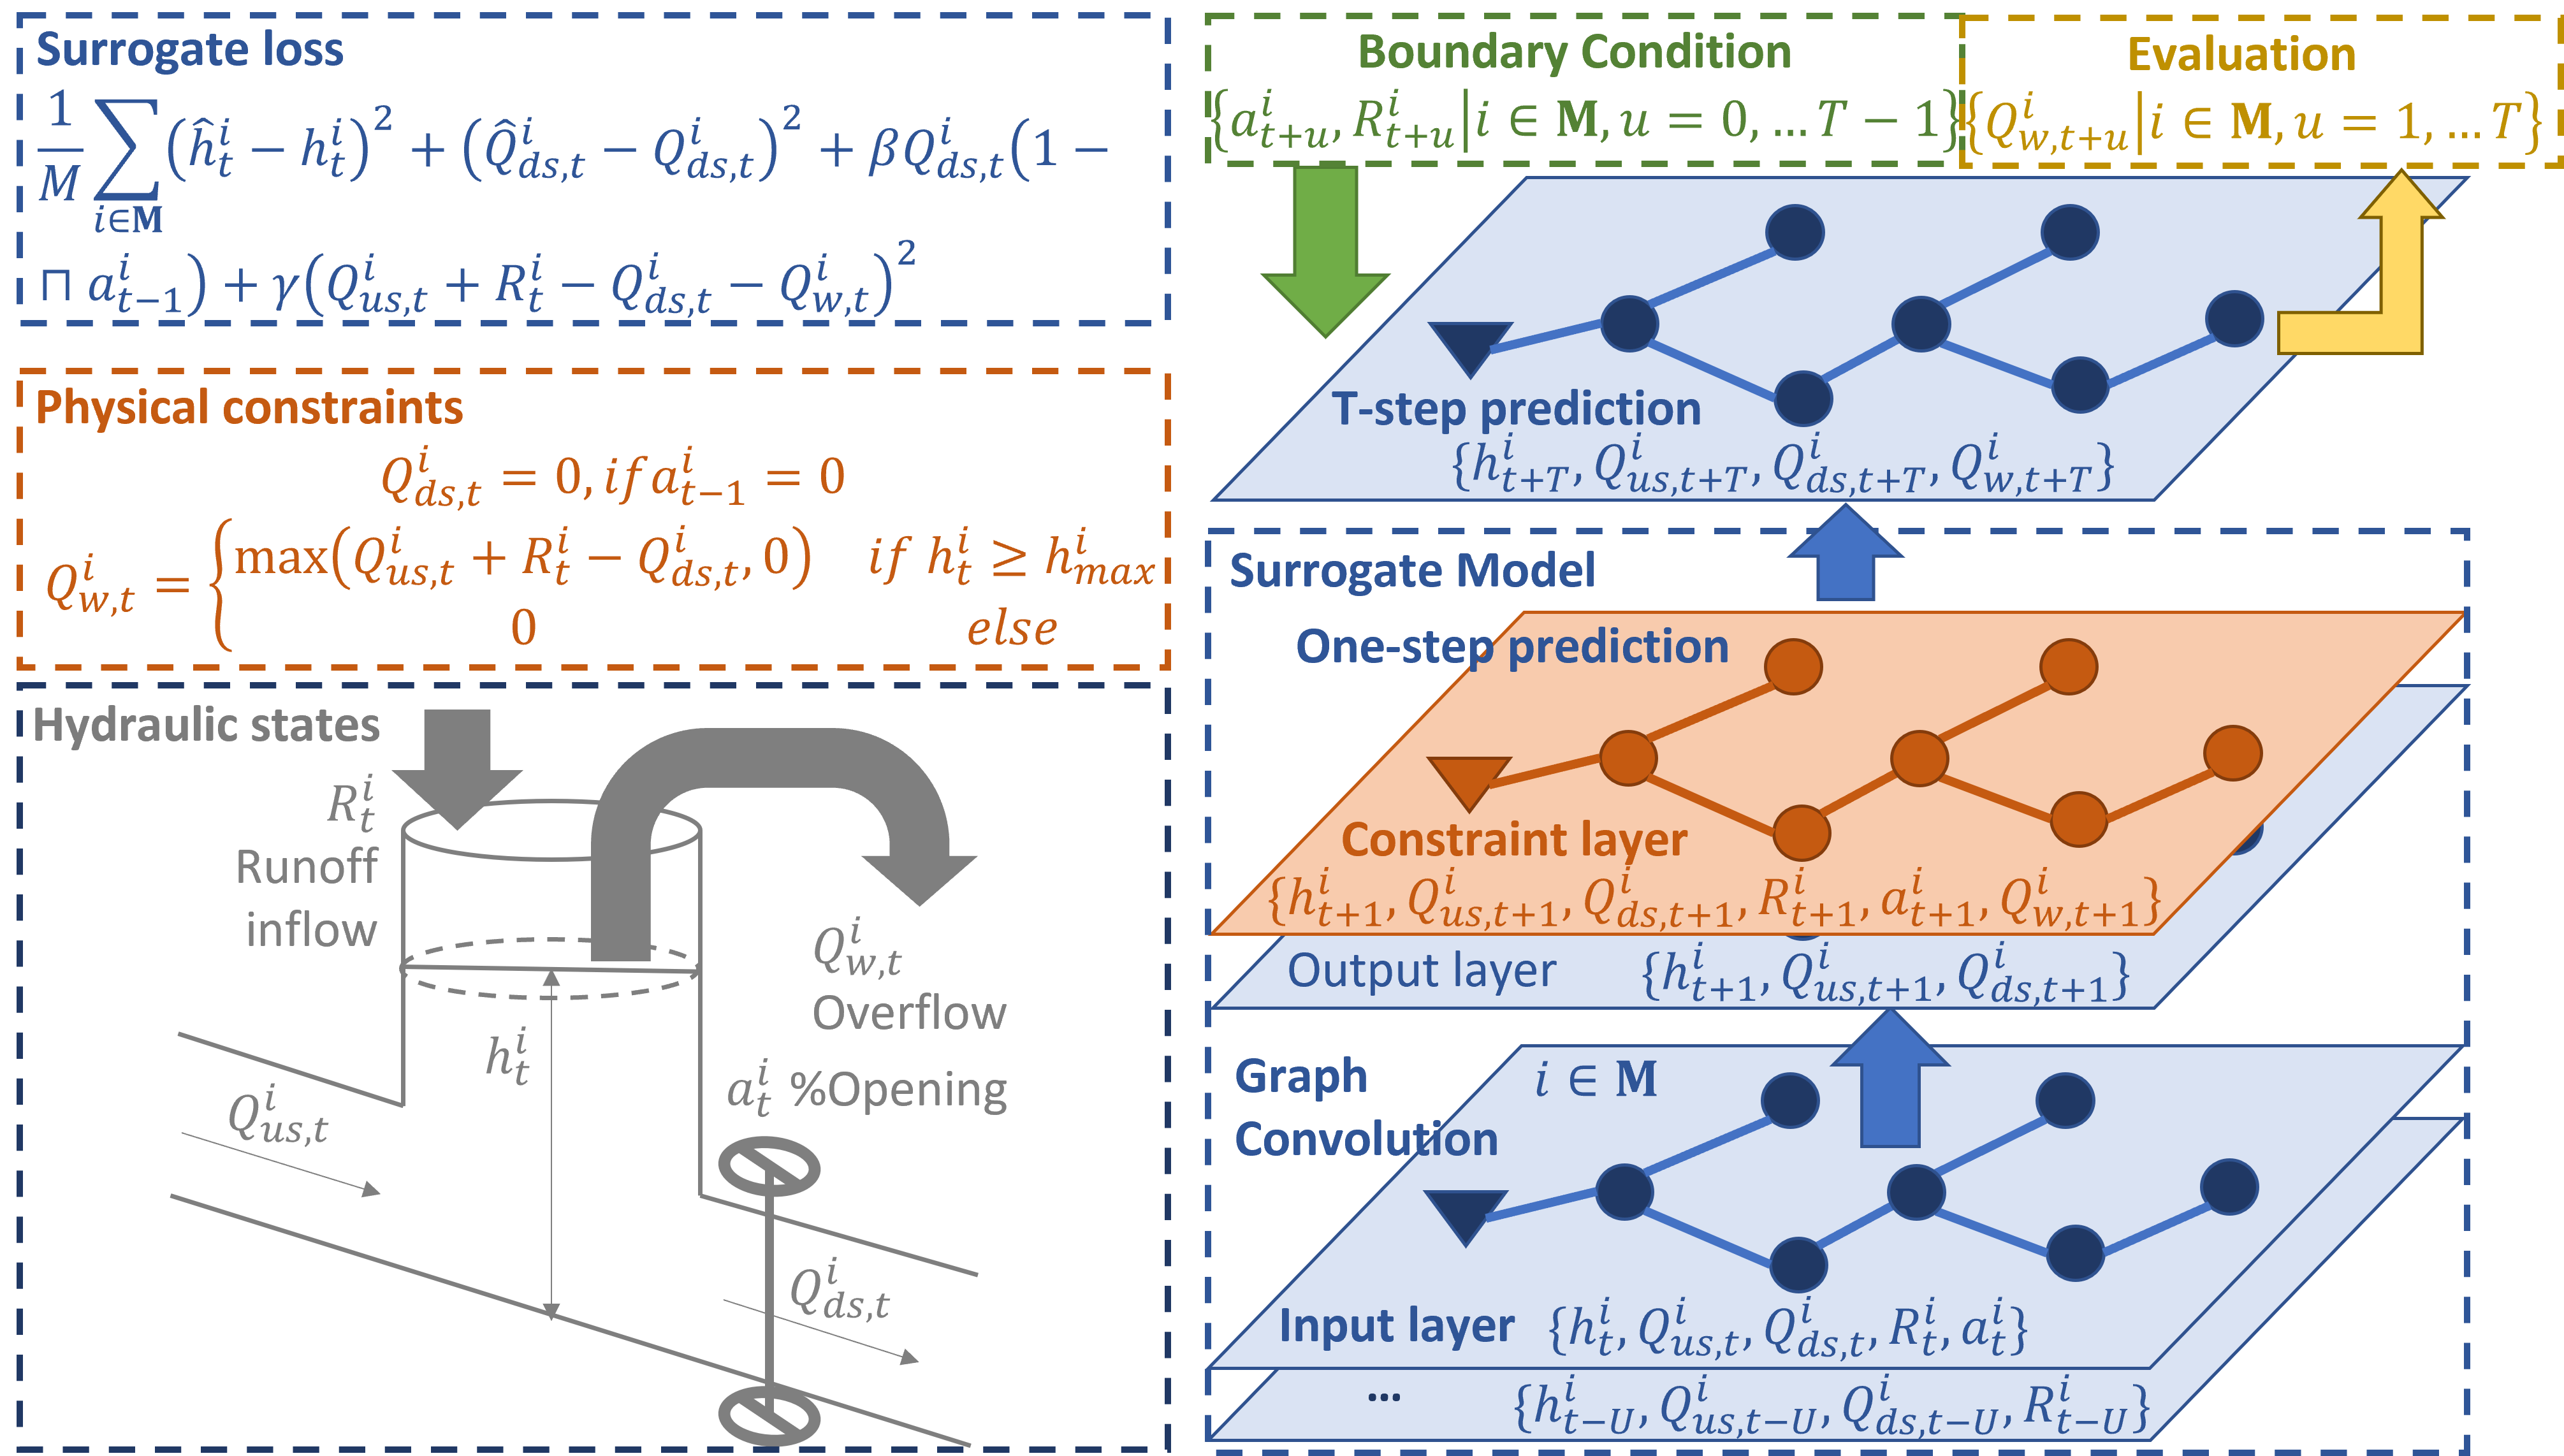 Surrogate loss
$\frac{1}{M}\sum_{i\in\mathbf{M}}(\hat{h}_t^i - h_t^i)^2 + (\hat{Q}_{ds,t}^i - Q_{ds,t}^i)^2 + \beta Q_{ds,t}^i(1 -$
$\sqcap a_{t-1}^i) + \gamma(Q_{us,t}^i + R_t^i - Q_{ds,t}^i - Q_{w,t}^i)^2$
Physical constraints
$Q_{ds,t}^i = 0, if a_{t-1}^i = 0$
$Q_{w,t}^i = \begin{cases} \max(Q_{us,t}^i + R_t^i - Q_{ds,t}^i, 0) & if\ h_t^i \geq h_{max}^i \\ 0 & else \end{cases}$
Hydraulic states
$R_t^i$
Runoff
inflow
$Q_{w,t}^i$
Overflow
$h_t^i$
$a_t^i$ %Opening
$Q_{us,t}^i$
$Q_{ds,t}^i$
Boundary Condition
$\{a_{t+u}^i, R_{t+u}^i | i \in \mathbf{M}, u = 0, \ldots T - 1\}$
Evaluation
$\{Q_{w,t+u}^i | i \in \mathbf{M}, u = 1, \ldots T\}$
T-step prediction
$\{h_{t+T}^i, Q_{us,t+T}^i, Q_{ds,t+T}^i, Q_{w,t+T}^i\}$
Surrogate Model
One-step prediction
Constraint layer
$\{h_{t+1}^i, Q_{us,t+1}^i, Q_{ds,t+1}^i, R_{t+1}^i, a_{t+1}^i, Q_{w,t+1}^i\}$
Output layer $\{h_{t+1}^i, Q_{us,t+1}^i, Q_{ds,t+1}^i\}$
Graph
Convolution
$i \in \mathbf{M}$
Input layer $\{h_t^i, Q_{us,t}^i, Q_{ds,t}^i, R_t^i, a_t^i\}$
... $\{h_{t-U}^i, Q_{us,t-U}^i, Q_{ds,t-U}^i, R_{t-U}^i\}$